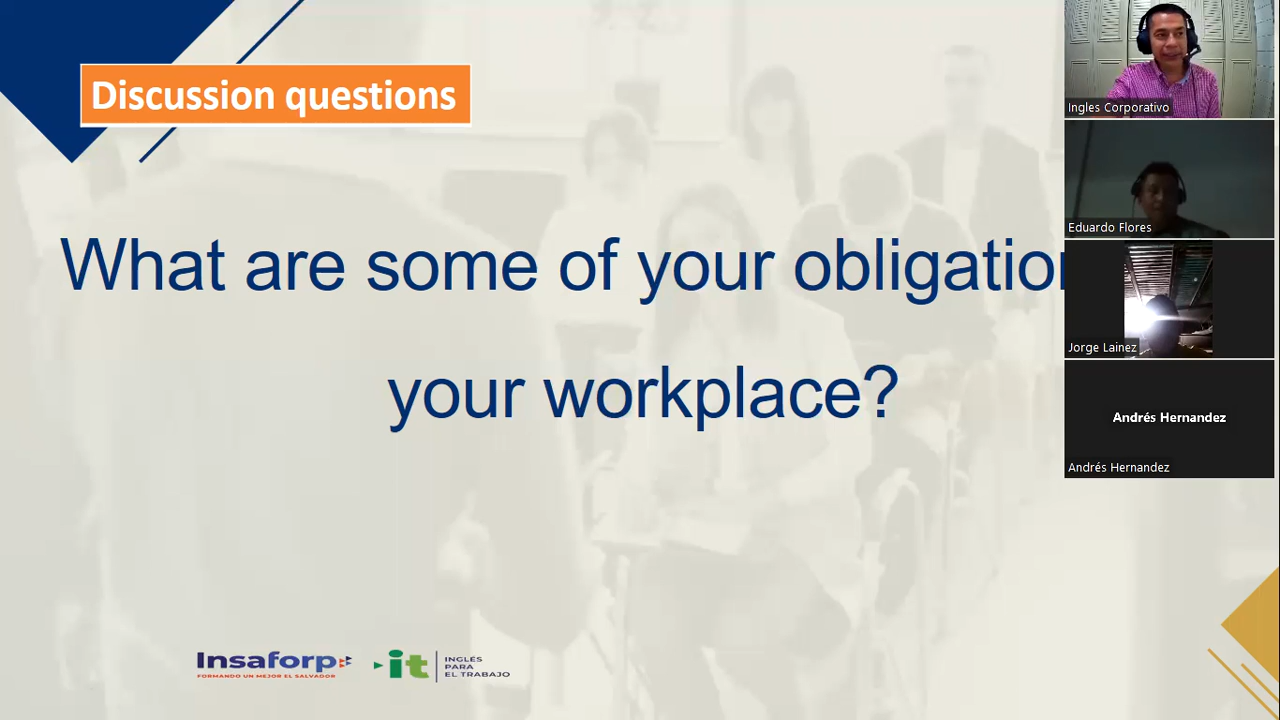 Discussion questions
What are some of your obligation
your workplace?
Insaforp
FORMANDO UN MEJOR EL SALVADOR
it
INGLÉS
PARA
EL TRABAJO
Ingles Corporativo
Eduardo Flores
Jorge Lainez
Andrés Hernandez
Andrés Hernandez